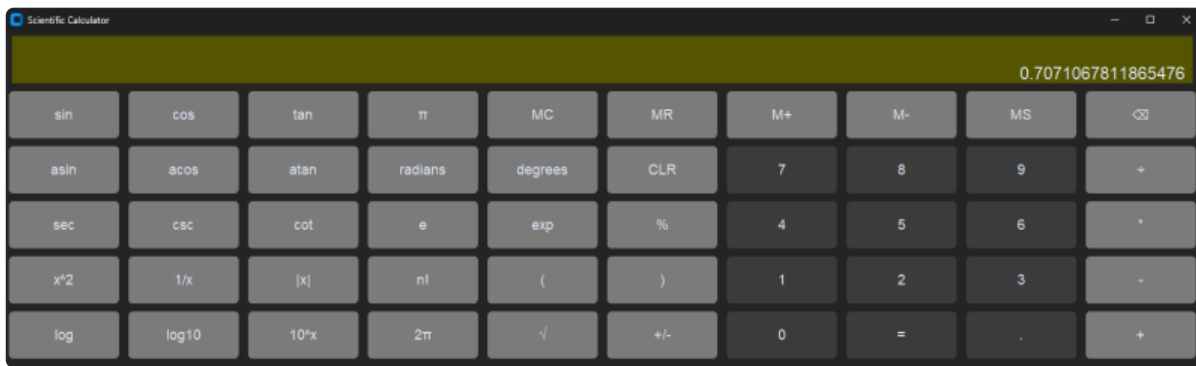 Scientific Calculator
0.7071067811865476
sin cos tan π MC MR M+ M- MS ⌫
asin acos atan radians degrees CLR 7 8 9 ÷
sec csc cot e exp % 4 5 6 *
x^2 1/x |x| n! ( ) 1 2 3 -
log log10 10^x 2π √ +/- 0 = . +